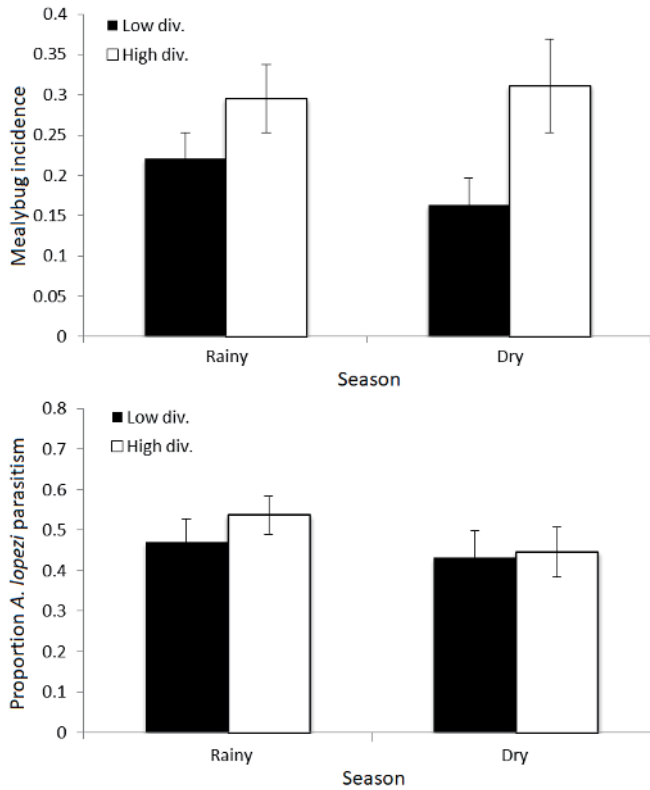 0.4
Low div.
High div.
0.35
0.3
0.25
0.2
0.15
0.1
0.05
0
Mealybug incidence
Rainy
Dry
Season
0.8
Low div.
High div.
0.7
0.6
0.5
0.4
0.3
0.2
0.1
0
Proportion A. lopezi parasitism
Rainy
Dry
Season